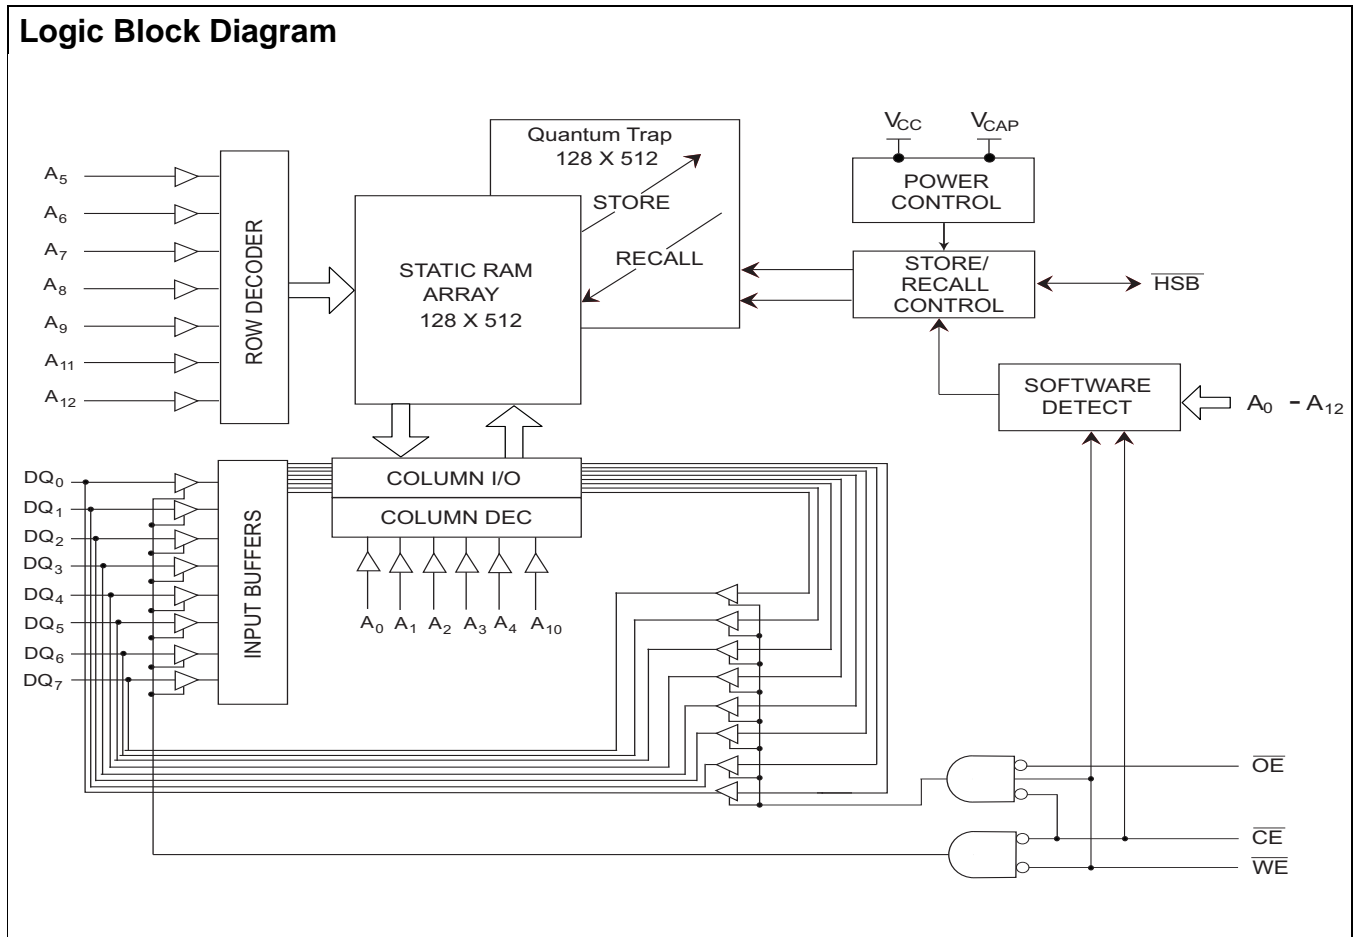 Logic Block Diagram
Quantum Trap
128 X 512
STORE
RECALL
STATIC RAM
ARRAY
128 X 512
A5
A6
A7
A8
A9
A11
A12
ROW DECODER
VCC
VCAP
POWER
CONTROL
STORE/
RECALL
CONTROL
HSB
SOFTWARE
DETECT
A0 - A12
DQ0
DQ1
DQ2
DQ3
DQ4
DQ5
DQ6
DQ7
INPUT BUFFERS
COLUMN I/O
COLUMN DEC
A0 A1 A2 A3 A4 A10
OE
CE
WE